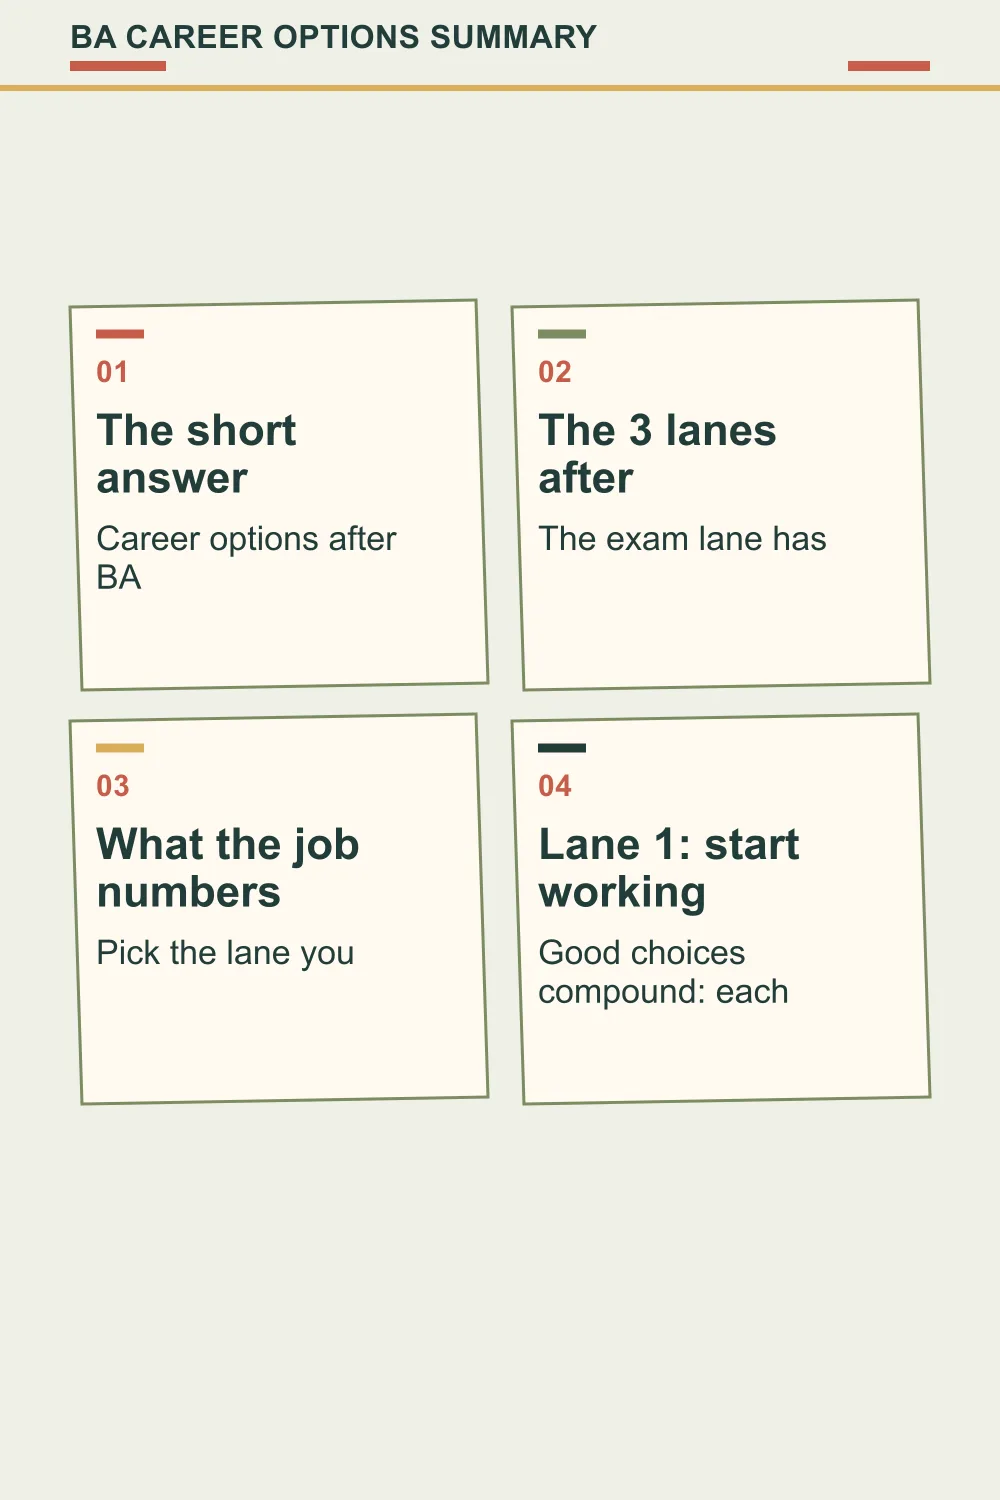 BA CAREER OPTIONS SUMMARY
01
The short
answer
Career options after
BA
02
The 3 lanes
after
The exam lane has
03
What the job
numbers
Pick the lane you
04
Lane 1: start
working
Good choices
compound: each